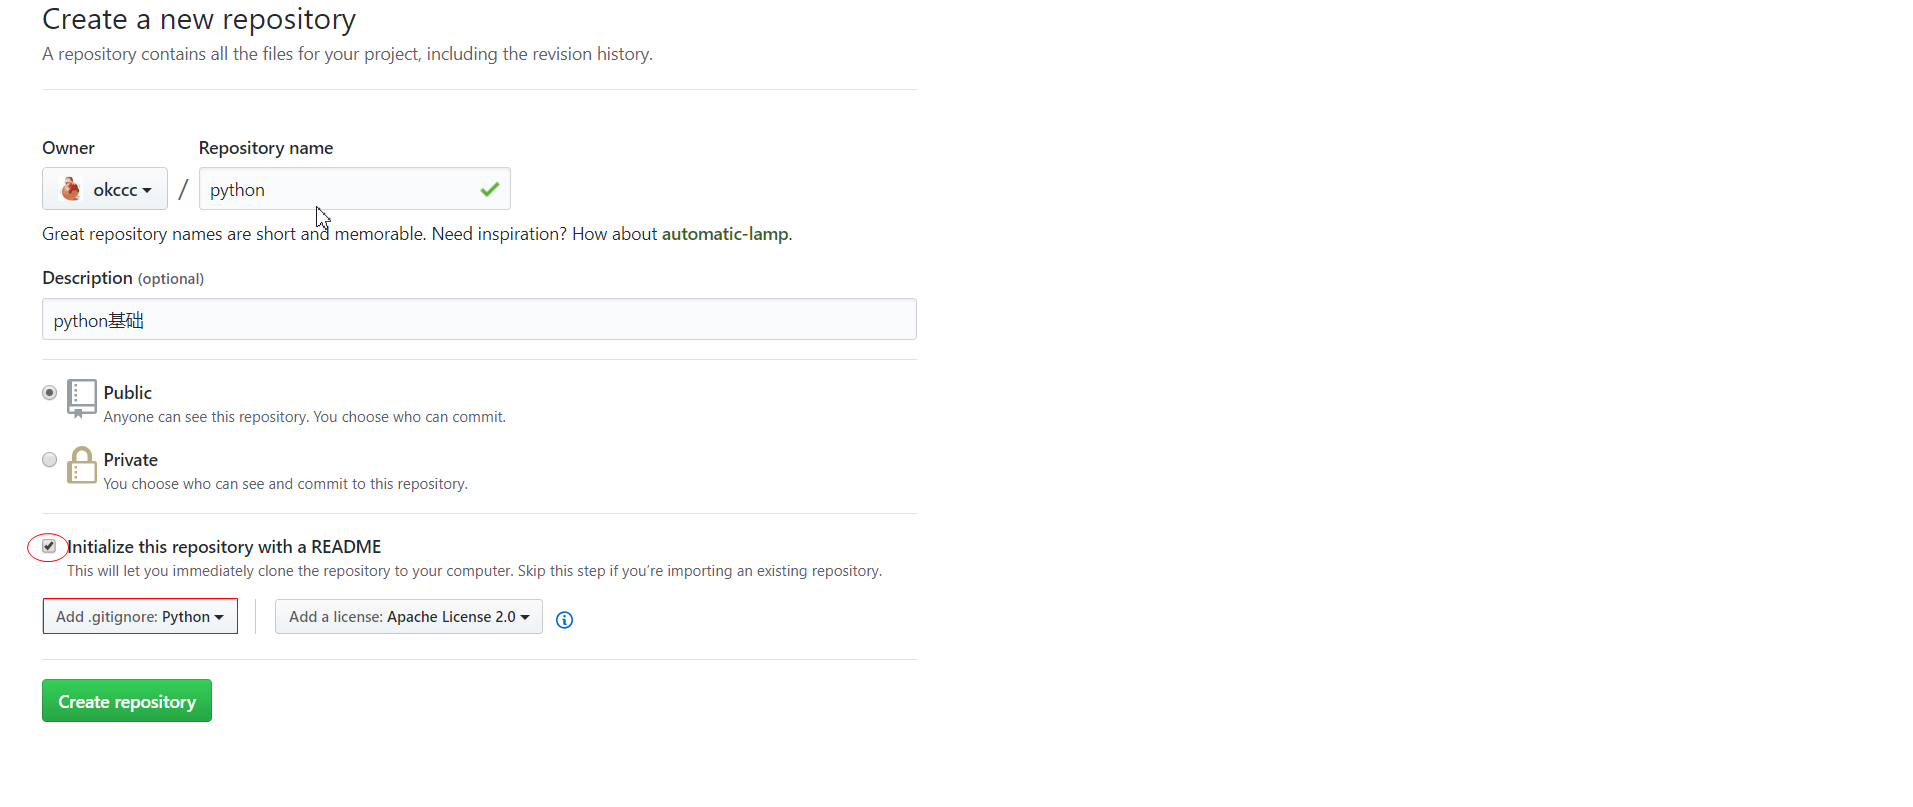 Create a new repository
A repository contains all the files for your project, including the revision history.
Owner
Repository name
okccc / python
Great repository names are short and memorable. Need inspiration? How about automatic-lamp.
Description (optional)
python基础
Public
Anyone can see this repository. You choose who can commit.
Private
You choose who can see and commit to this repository.
Initialize this repository with a README
This will let you immediately clone the repository to your computer. Skip this step if you’re importing an existing repository.
Add .gitignore: Python
Add a license: Apache License 2.0
Create repository